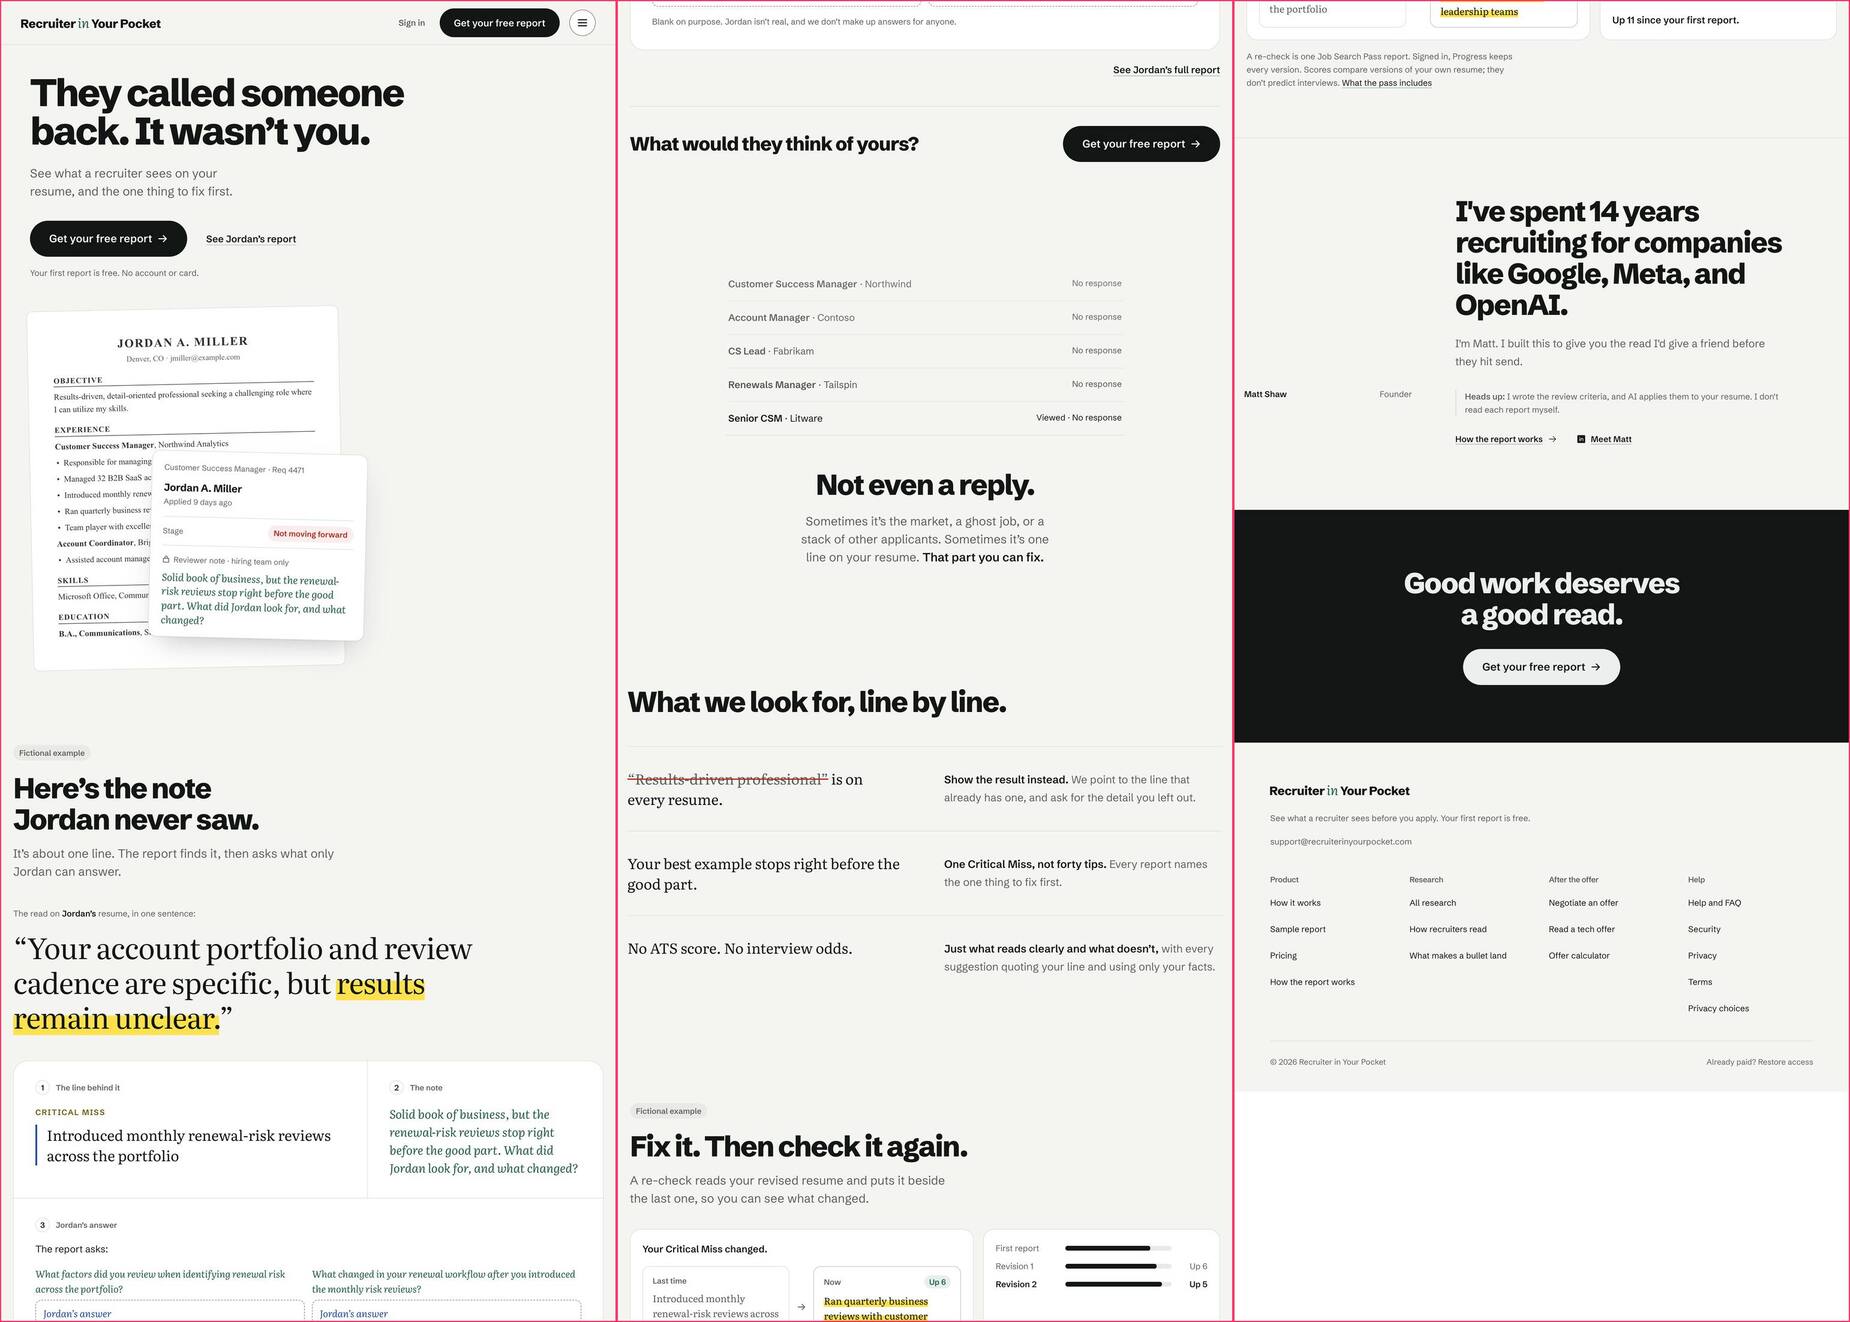 Recruiter in Your Pocket
Sign in
Get your free report
They called someone
back. It wasn't you.
See what a recruiter sees on your
resume, and the one thing to fix first.
Get your free report →
See Jordan's report
Your first report is free. No account or card.
JORDAN A. MILLER
Denver, CO · jmiller@example.com
OBJECTIVE
Results-driven, detail-oriented professional seeking a challenging role where
I can utilize my skills.
EXPERIENCE
Customer Success Manager, Northwind Analytics
• Responsible for managing
• Managed 32 B2B SaaS
• Introduced monthly
• Ran quarterly business
• Team player with
Account Coordinator,
• Assisted account
SKILLS
Microsoft Office,
EDUCATION
B.A., Communications,
Customer Success Manager · Req 4471
Jordan A. Miller
Applied 9 days ago
Stage
Not moving forward
Reviewer note · hiring team only
Solid book of business, but the renewal-
risk reviews stop right before the good
part. What did Jordan look for, and what
changed?
Fictional example
Here's the note
Jordan never saw.
It's about one line. The report finds it, then asks what only
Jordan can answer.
The read on Jordan's resume, in one sentence:
“Your account portfolio and review
cadence are specific, but results
remain unclear.”
1 The line behind it
CRITICAL MISS
Introduced monthly renewal-risk reviews
across the portfolio
2 The note
Solid book of business, but the
renewal-risk reviews stop right
before the good part. What did
Jordan look for, and what changed?
3 Jordan's answer
The report asks:
What factors did you review when identifying renewal risk
across the portfolio?
Jordan's answer
What changed in your renewal workflow after you introduced
the monthly risk reviews?
Jordan's answer
Blank on purpose. Jordan isn't real, and we don't make up answers for anyone.
See Jordan's full report
What would they think of yours?
Get your free report →
Customer Success Manager · Northwind
No response
Account Manager · Contoso
No response
CS Lead · Fabrikam
No response
Renewals Manager · Tailspin
No response
Senior CSM · Litware
Viewed · No response
Not even a reply.
Sometimes it's the market, a ghost job, or a
stack of other applicants. Sometimes it's one
line on your resume. That part you can fix.
What we look for, line by line.
“Results-driven professional” is on
every resume.
Show the result instead. We point to the line that
already has one, and ask for the detail you left out.
Your best example stops right before the
good part.
One Critical Miss, not forty tips. Every report names
the one thing to fix first.
No ATS score. No interview odds.
Just what reads clearly and what doesn't, with every
suggestion quoting your line and using only your facts.
Fictional example
Fix it. Then check it again.
A re-check reads your revised resume and puts it beside
the last one, so you can see what changed.
Your Critical Miss changed.
Last time
Introduced monthly
renewal-risk reviews across
→
Now
Up 6
Ran quarterly business
reviews with customer
First report
Revision 1
Up 6
Revision 2
Up 5
the portfolio
leadership teams
Up 11 since your first report.
A re-check is one Job Search Pass report. Signed in, Progress keeps
every version. Scores compare versions of your own resume; they
don't predict interviews. What the pass includes
I've spent 14 years
recruiting for companies
like Google, Meta, and
OpenAI.
I'm Matt. I built this to give you the read I'd give a friend before
they hit send.
Matt Shaw
Founder
Heads up: I wrote the review criteria, and AI applies them to your resume. I don't
read each report myself.
How the report works →
in Meet Matt
Good work deserves
a good read.
Get your free report →
Recruiter in Your Pocket
See what a recruiter sees before you apply. Your first report is free.
support@recruiterinyourpocket.com
Product
How it works
Sample report
Pricing
How the report works
Research
All research
How recruiters read
What makes a bullet land
After the offer
Negotiate an offer
Read a tech offer
Offer calculator
Help
Help and FAQ
Security
Privacy
Terms
Privacy choices
© 2026 Recruiter in Your Pocket
Already paid? Restore access